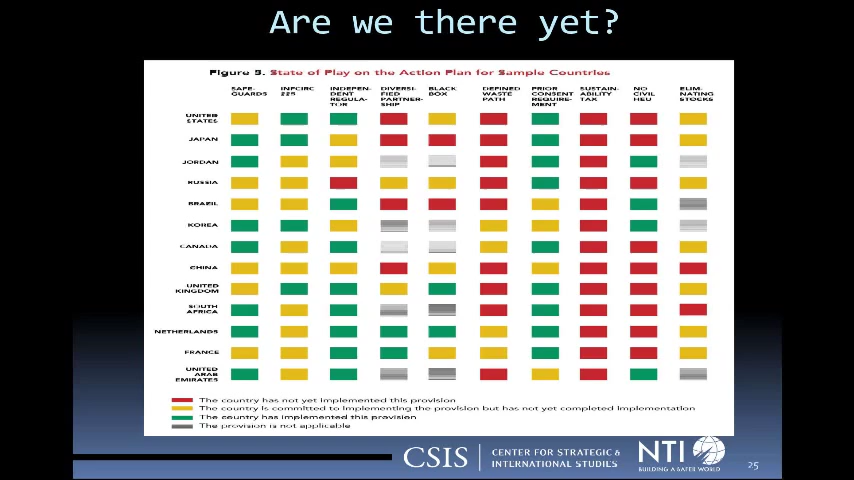 Are we there yet?
Figure 5. State of Play on the Action Plan for Sample Countries
SAFE-
GUARDS
INFCIRC
225
INDEPEN-
DENT
REGULA-
TOR
DIVERSI-
FIED
PARTNER-
SHIP
BLACK
BOX
DEFINED
WASTE
PATH
PRIOR
CONSENT
REQUIRE-
MENT
SUSTAIN-
ABILITY
TAX
NO
CIVIL
HEU
ELIM-
INATING
STOCKS
UNITED
STATES
JAPAN
JORDAN
RUSSIA
BRAZIL
KOREA
CANADA
CHINA
UNITED
KINGDOM
SOUTH
AFRICA
NETHERLANDS
FRANCE
UNITED
ARAB
EMIRATES
The country has not yet implemented this provision
The country is committed to implementing the provision but has not yet completed implementation
The country has implemented this provision
The provision is not applicable
CSIS
CENTER FOR STRATEGIC &
INTERNATIONAL STUDIES
NTI
BUILDING A SAFER WORLD
25